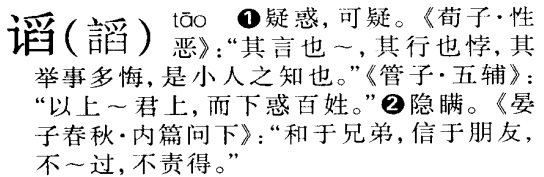 谄（謟） tāo ❶疑惑，可疑。《荀子·性
恶》：“其言也～，其行也悖，其
举事多悔，是小人之知也。”《管子·五辅》：
“以上～君上，而下惑百姓。”❷隐瞒。《晏
子春秋·内篇问下》：“和于兄弟，信于朋友，
不～过，不责得。”